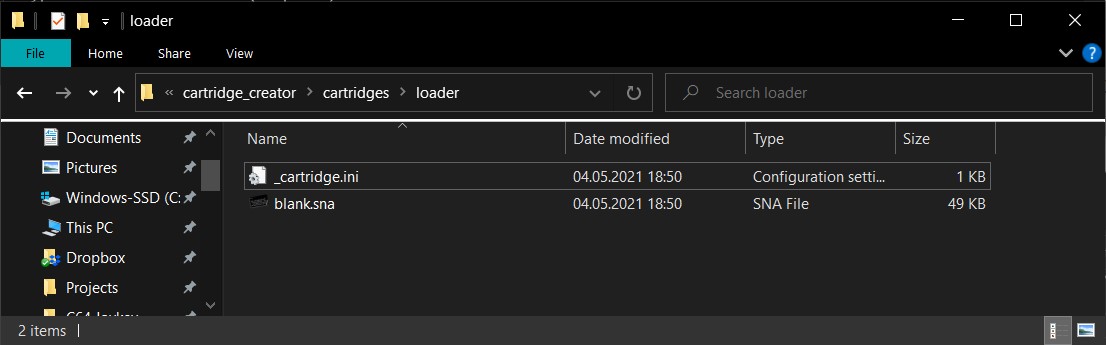 loader
File Home Share View
« cartridge_creator > cartridges > loader
Search loader
Documents
Pictures
Windows-SSD (C:
This PC
Dropbox
Projects
Name Date modified Type Size
_cartridge.ini 04.05.2021 18:50 Configuration setti... 1 KB
blank.sna 04.05.2021 18:50 SNA File 49 KB
2 items